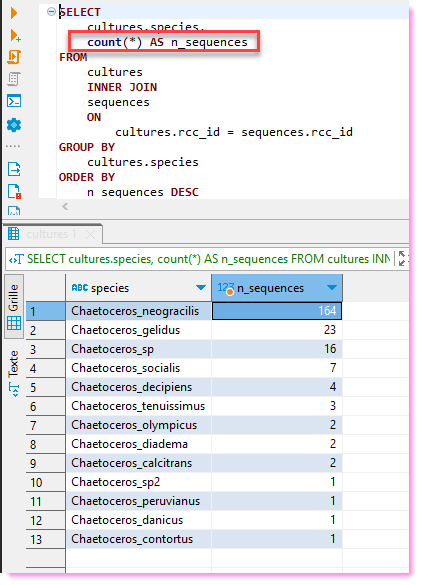 SELECT
cultures.species,
count(*) AS n_sequences
FROM
cultures
INNER JOIN
sequences
ON
cultures.rcc_id = sequences.rcc_id
GROUP BY
cultures.species
ORDER BY
n sequences DESC
cultures 1
SELECT cultures.species, count(*) AS n_sequences FROM cultures INN
Grille
Texte
ABC species 123 n_sequences
1 Chaetoceros_neogracilis 164
2 Chaetoceros_gelidus 23
3 Chaetoceros_sp 16
4 Chaetoceros_socialis 7
5 Chaetoceros_decipiens 4
6 Chaetoceros_tenuissimus 3
7 Chaetoceros_olympicus 2
8 Chaetoceros_diadema 2
9 Chaetoceros_calcitrans 2
10 Chaetoceros_sp2 1
11 Chaetoceros_peruvianus 1
12 Chaetoceros_danicus 1
13 Chaetoceros_contortus 1